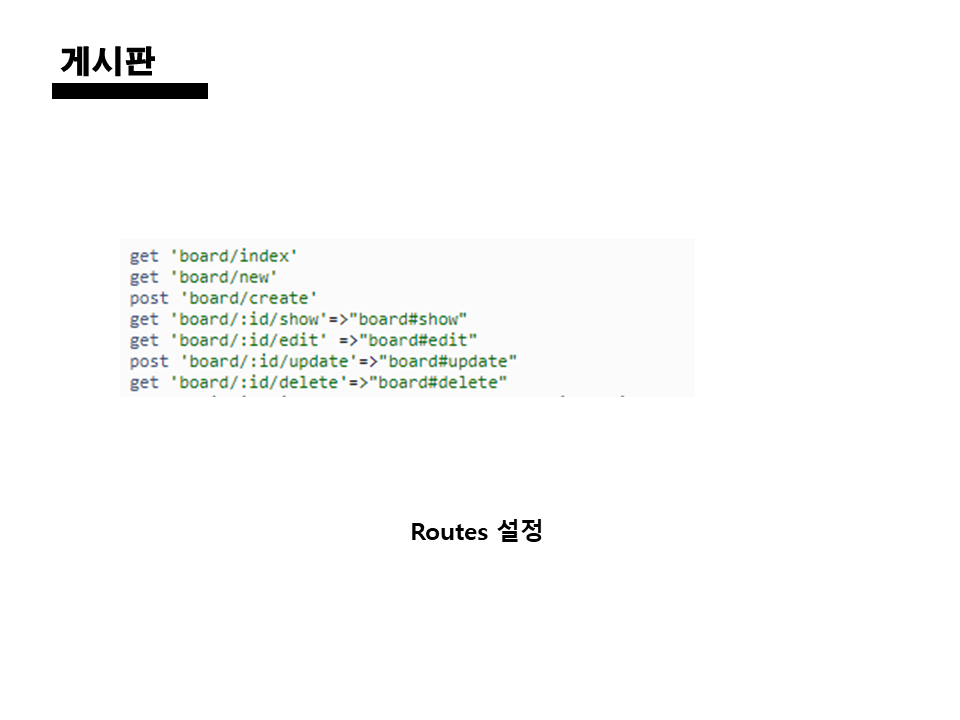 게시판
get 'board/index'
get 'board/new'
post 'board/create'
get 'board/:id/show'=>"board#show"
get 'board/:id/edit' =>"board#edit"
post 'board/:id/update'=>"board#update"
get 'board/:id/delete'=>"board#delete"
Routes 설정